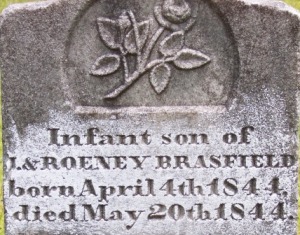 Infant son of
J. & ROENEY BRASFIELD
born April 4th 1844,
died May 20th 1844.